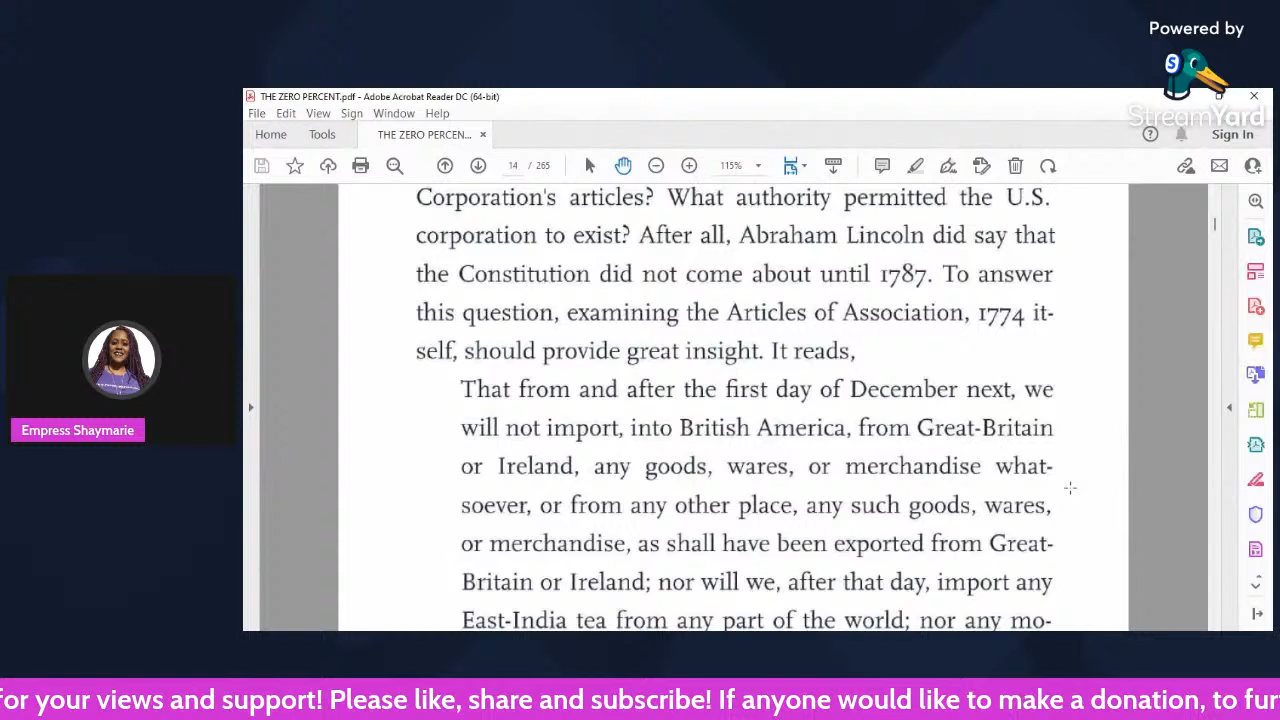 Powered by
StreamYard
THE ZERO PERCENT.pdf - Adobe Acrobat Reader DC (64-bit)
File Edit View Sign Window Help
Home Tools THE ZERO PERCEN... × Sign In
14 / 265 115%
Corporation's articles? What authority permitted the U.S.
corporation to exist? After all, Abraham Lincoln did say that
the Constitution did not come about until 1787. To answer
this question, examining the Articles of Association, 1774 it-
self, should provide great insight. It reads,
That from and after the first day of December next, we
will not import, into British America, from Great-Britain
or Ireland, any goods, wares, or merchandise what-
soever, or from any other place, any such goods, wares,
or merchandise, as shall have been exported from Great-
Britain or Ireland; nor will we, after that day, import any
East-India tea from any part of the world; nor any mo-
Empress Shaymarie
for your views and support! Please like, share and subscribe! If anyone would like to make a donation, to fur